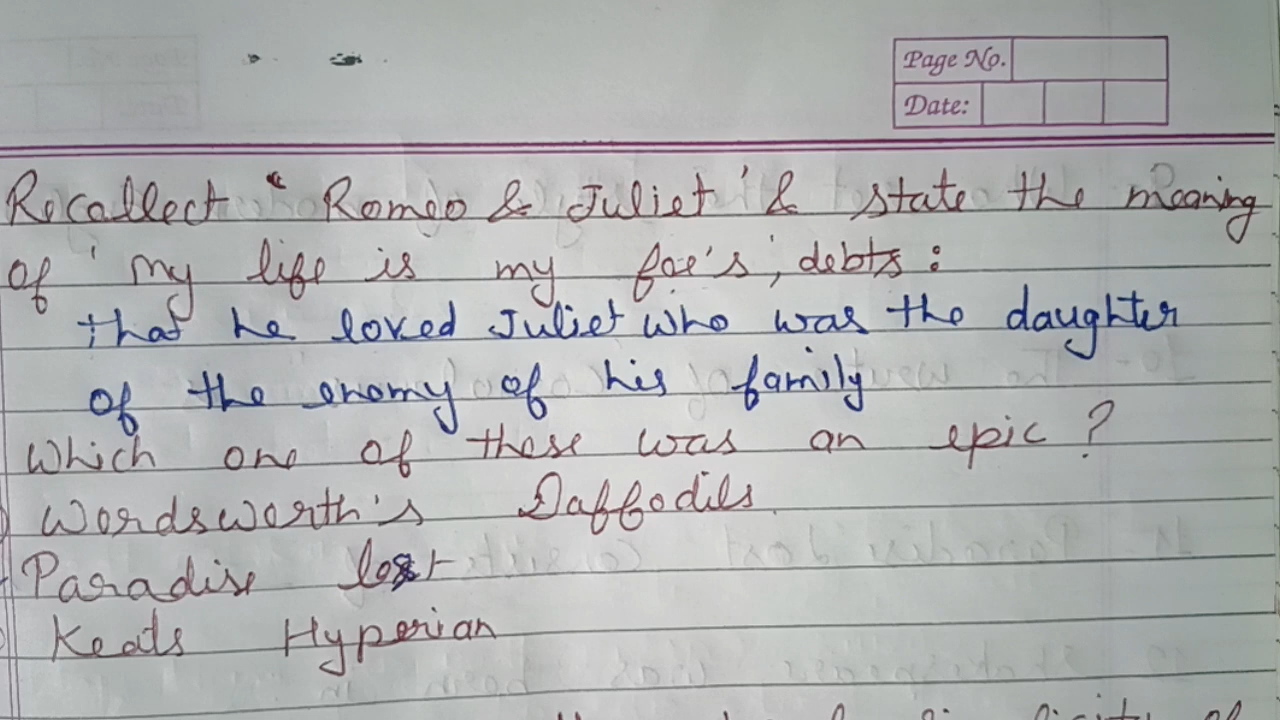 Page No.
Date:
Recallect " Romeo & Juliet ' & state the meaning
of ' my life is my foe's ' debts :
that he loved Juliet who was the daughter
of the enemy of his family
Which one of these was an epic ?
Wordsworth's Daffodils.
Paradise lost
Keats Hyperian